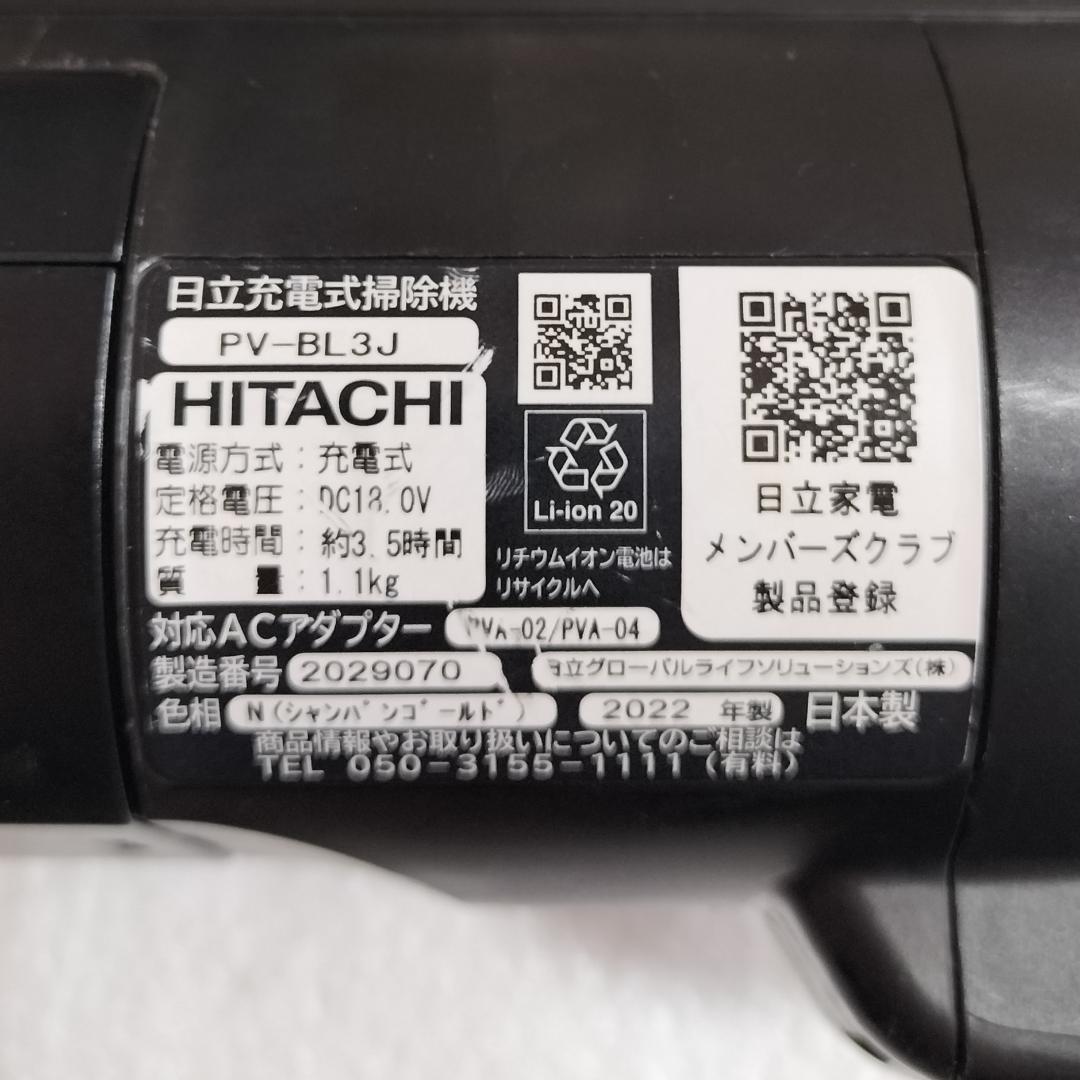 日立充電式掃除機
PV-BL3J
HITACHI
電源方式：充電式
定格電圧：DC18.0V
充電時間：約3.5時間
質　量：1.1kg
Li-ion 20
リチウムイオン電池は
リサイクルへ
日立家電
メンバーズクラブ
製品登録
対応ACアダプター PVA-02/PVA-04
製造番号 2029070 日立グローバルライフソリューションズ(株)
色相 N(シャンパンゴールド) 2022 年製 日本製
商品情報やお取り扱いについてのご相談は
TEL 050-3155-1111(有料)